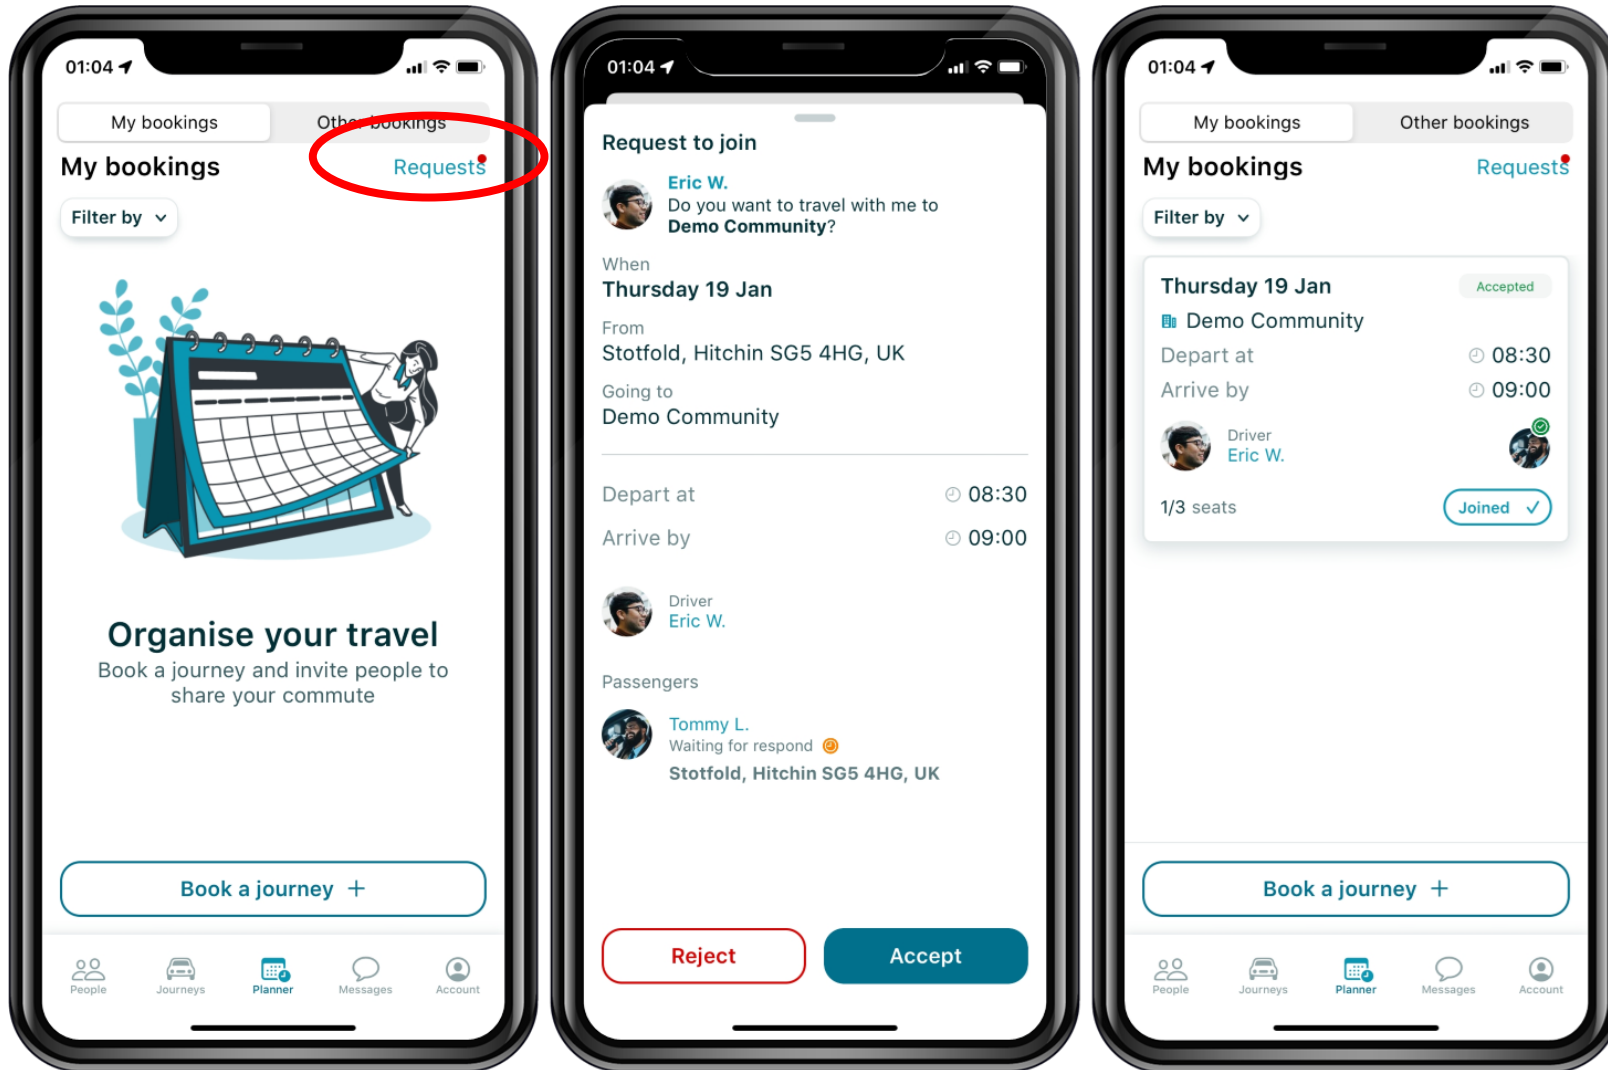 01:04
My bookings
Other bookings
My bookings
Requests
Filter by
Organise your travel
Book a journey and invite people to
share your commute
Book a journey +
People
Journeys
Planner
Messages
Account
01:04
Request to join
Eric W.
Do you want to travel with me to
Demo Community?
When
Thursday 19 Jan
From
Stotfold, Hitchin SG5 4HG, UK
Going to
Demo Community
Depart at
08:30
Arrive by
09:00
Driver
Eric W.
Passengers
Tommy L.
Waiting for respond
Stotfold, Hitchin SG5 4HG, UK
Reject
Accept
01:04
My bookings
Other bookings
My bookings
Requests
Filter by
Thursday 19 Jan
Accepted
Demo Community
Depart at
08:30
Arrive by
09:00
Driver
Eric W.
1/3 seats
Joined
Book a journey +
People
Journeys
Planner
Messages
Account